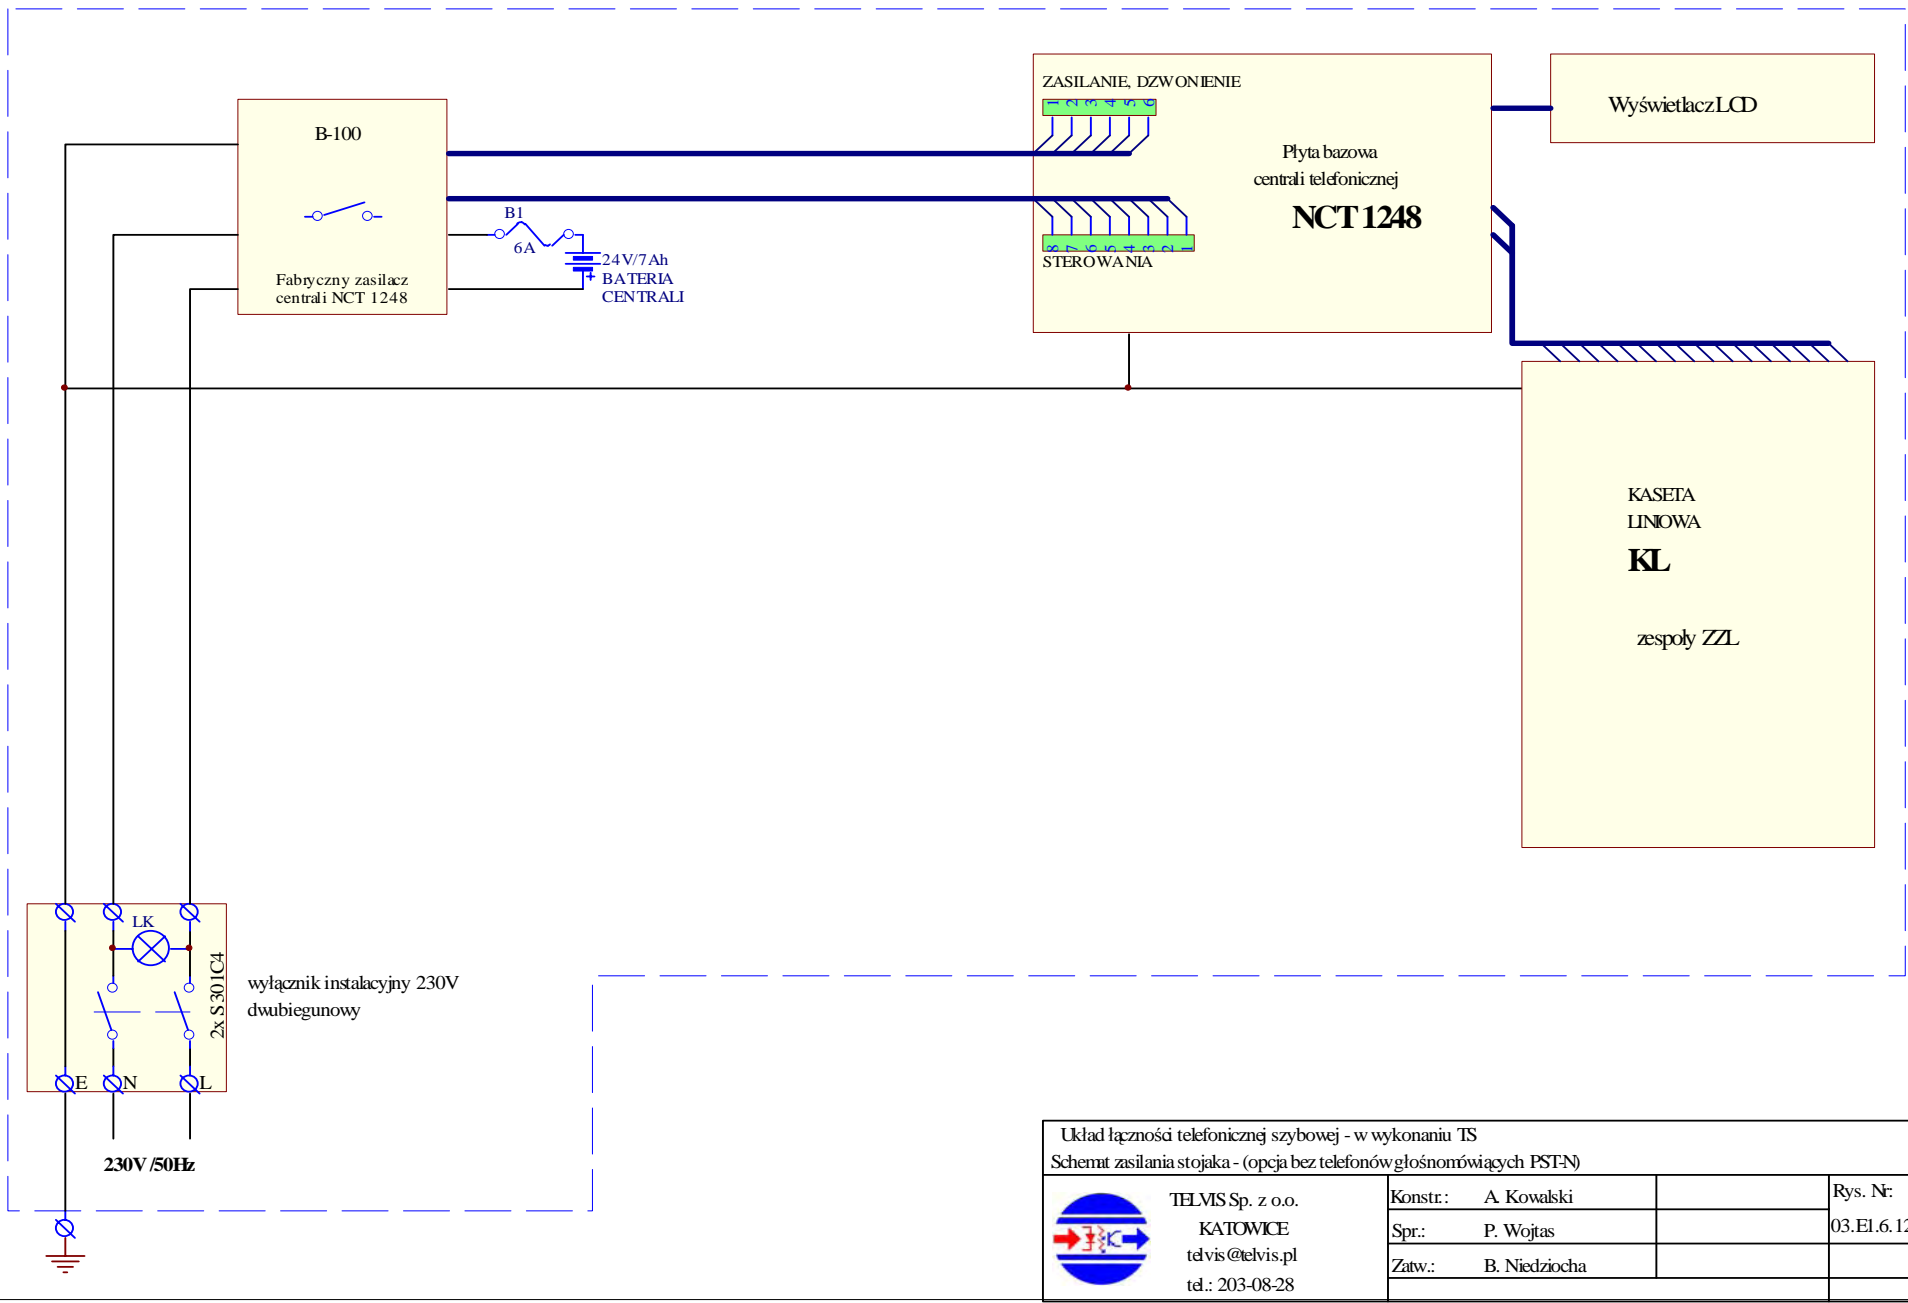 ZASILANIE, DZWONIENIE
1 2 3 4 5 6
B-100
Fabryczny zasilacz
centrali NCT 1248
B1
6A
24V/7Ah
+ BATERIA
CENTRALI
Płyta bazowa
centrali telefonicznej
NCT 1248
8 7 6 5 4 3 2 1
STEROWANIA
Wyświetlacz LCD
KASETA
LINIOWA
KL
zespoły ZZL
LK
2x S301C4
E N L
wyłącznik instalacyjny 230V
dwubiegunowy
230V /50Hz
Układ łączności telefonicznej szybowej - w wykonaniu TS
Schemat zasilania stojaka - (opcja bez telefonów głośnomówiących PST-N)
TELVIS Sp. z o.o.
KATOWICE
telvis@telvis.pl
tel.: 203-08-28
Konstr.: A. Kowalski
Spr.: P. Wojtas
Zatw.: B. Niedziocha
Rys. Nr:
03.E1.6.12